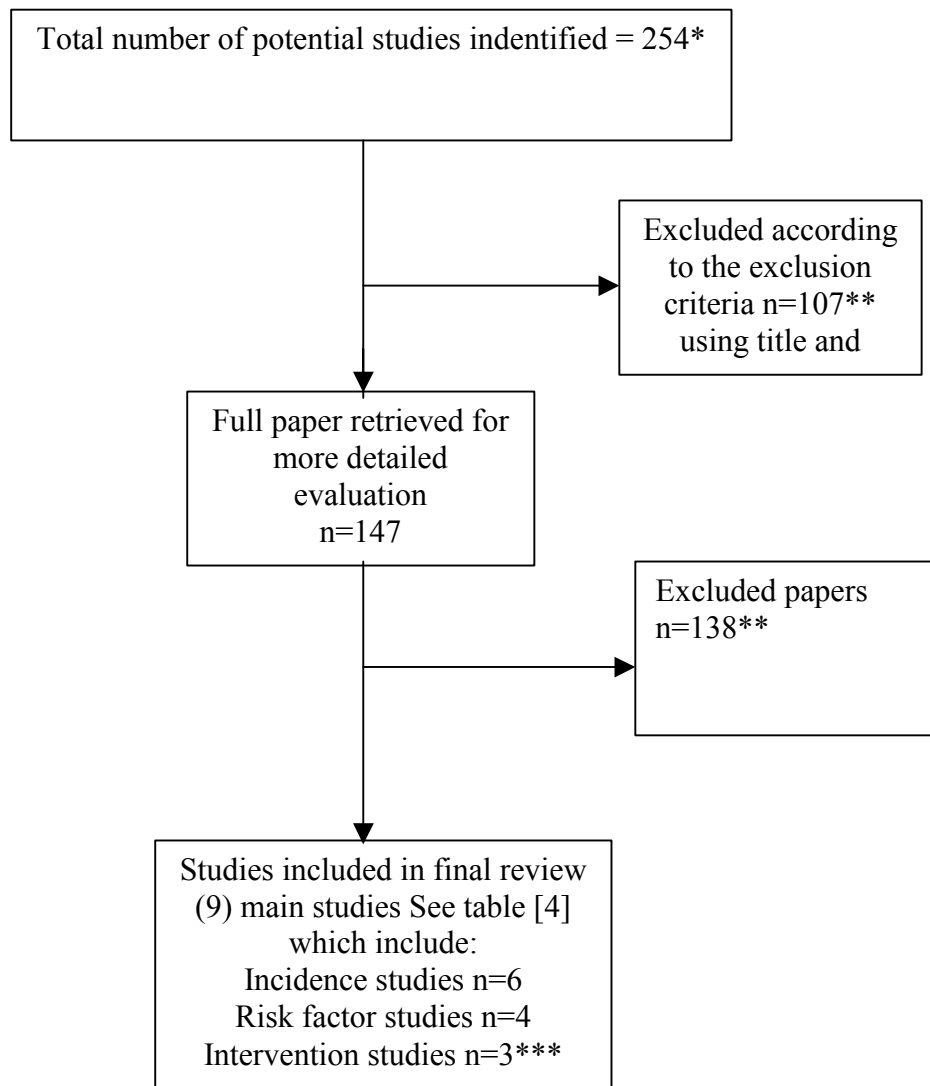 Total number of potential studies indentified = 254*
Excluded according
to the exclusion
criteria n=107**
using title and
Full paper retrieved for
more detailed
evaluation
n=147
Excluded papers
n=138**
Studies included in final review
(9) main studies See table [4]
which include:
Incidence studies n=6
Risk factor studies n=4
Intervention studies n=3***